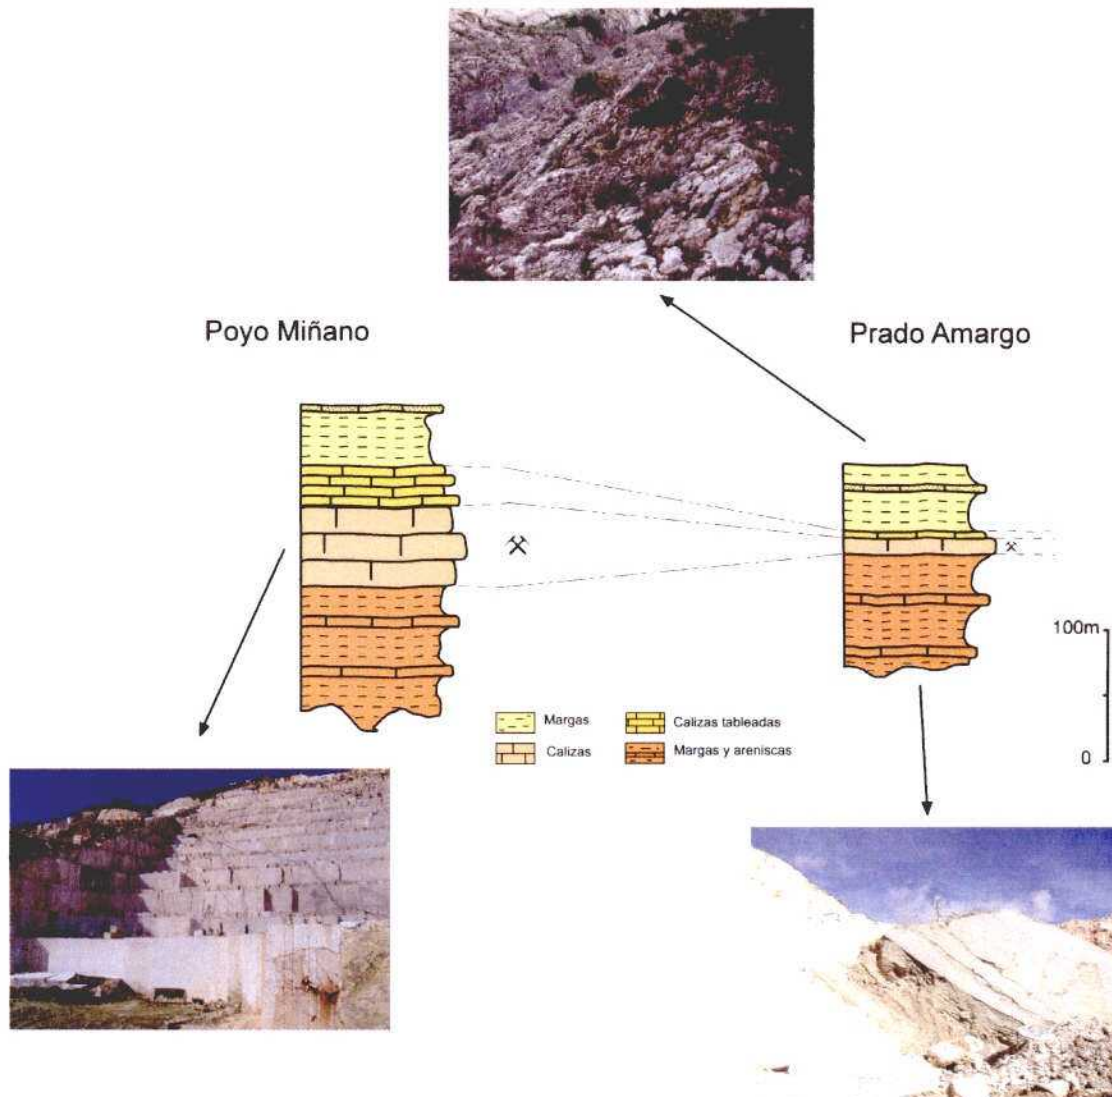 Poyo Miñano
Prado Amargo
100m
0
Margas
Calizas tableadas
Calizas
Margas y areniscas